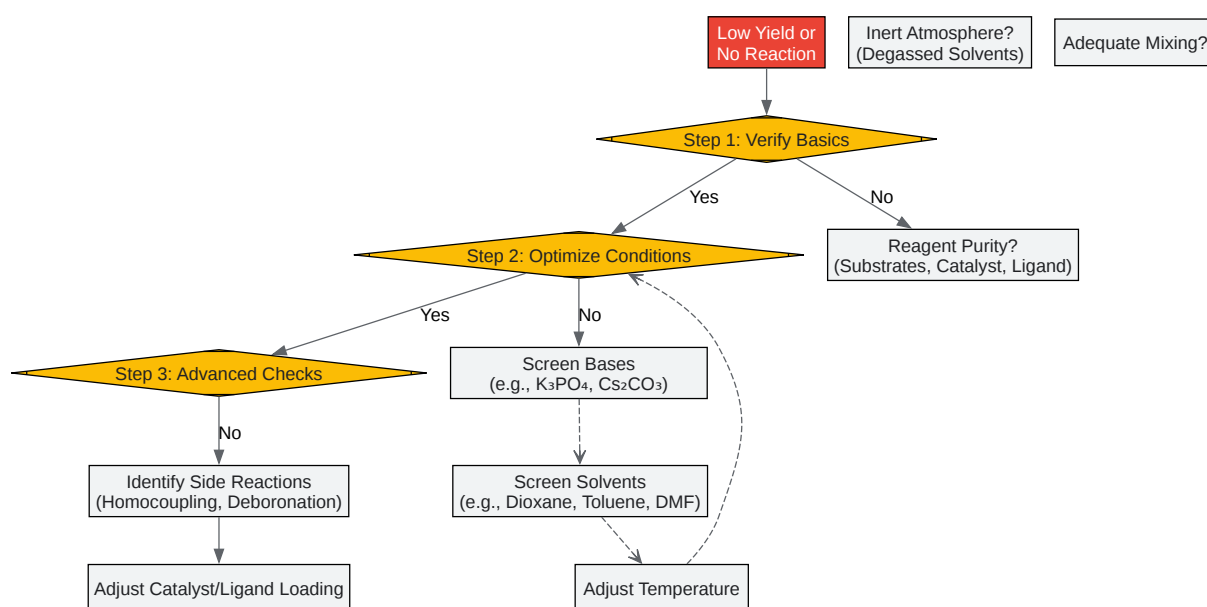 Low Yield or
No Reaction
Inert Atmosphere?
(Degassed Solvents)
Adequate Mixing?
Step 1: Verify Basics
Yes
No
Step 2: Optimize Conditions
Reagent Purity?
(Substrates, Catalyst, Ligand)
Yes
No
Step 3: Advanced Checks
Screen Bases
(e.g., K₃PO₄, Cs₂CO₃)
No
Identify Side Reactions
(Homocoupling, Deboronation)
Screen Solvents
(e.g., Dioxane, Toluene, DMF)
Adjust Catalyst/Ligand Loading
Adjust Temperature